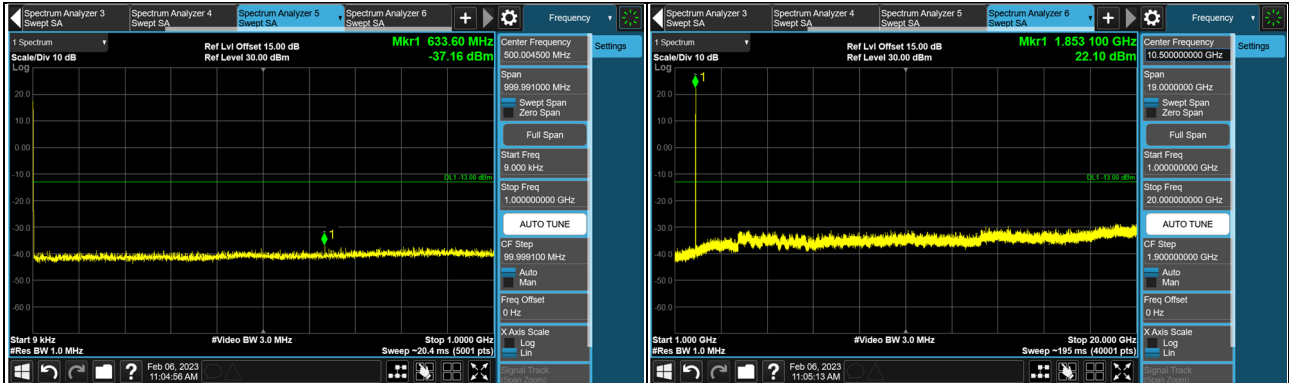 Spectrum Analyzer 3
Swept SA
Spectrum Analyzer 4
Swept SA
Spectrum Analyzer 5
Swept SA
Spectrum Analyzer 6
Swept SA
+
Frequency
1 Spectrum
Scale/Div 10 dB
Log
Ref Lvl Offset 15.00 dB
Ref Level 30.00 dBm
Mkr1 633.60 MHz
-37.16 dBm
20.0
10.0
0.00
-10.0
-20.0
-30.0
-40.0
-50.0
-60.0
DL1 -13.00 dBm
1
Start 9 kHz
#Res BW 1.0 MHz
#Video BW 3.0 MHz
Stop 1.0000 GHz
Sweep ~20.4 ms (5001 pts)
Center Frequency
500.004500 MHz
Settings
Span
999.991000 MHz
Swept Span
Zero Span
Full Span
Start Freq
9.000 kHz
Stop Freq
1.000000000 GHz
AUTO TUNE
CF Step
99.999100 MHz
Auto
Man
Freq Offset
0 Hz
X Axis Scale
Log
Lin
Signal Track
(Span Zoom)
?
Feb 06, 2023
11:04:56 AM
Spectrum Analyzer 3
Swept SA
Spectrum Analyzer 4
Swept SA
Spectrum Analyzer 5
Swept SA
Spectrum Analyzer 6
Swept SA
+
Frequency
1 Spectrum
Scale/Div 10 dB
Log
Ref Lvl Offset 15.00 dB
Ref Level 30.00 dBm
Mkr1 1.853 100 GHz
22.10 dBm
20.0
10.0
0.00
-10.0
-20.0
-30.0
-40.0
-50.0
-60.0
DL1 -13.00 dBm
1
Start 1.000 GHz
#Res BW 1.0 MHz
#Video BW 3.0 MHz
Stop 20.000 GHz
Sweep ~195 ms (40001 pts)
Center Frequency
10.500000000 GHz
Settings
Span
19.0000000 GHz
Swept Span
Zero Span
Full Span
Start Freq
1.000000000 GHz
Stop Freq
20.000000000 GHz
AUTO TUNE
CF Step
1.900000000 GHz
Auto
Man
Freq Offset
0 Hz
X Axis Scale
Log
Lin
Signal Track
(Span Zoom)
?
Feb 06, 2023
11:05:13 AM